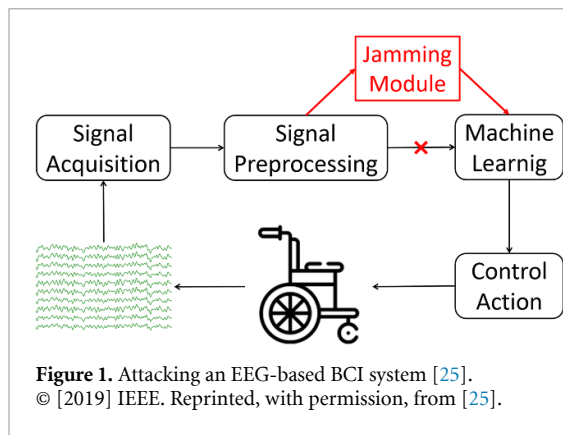 Jamming
Module
Signal
Acquisition
Signal
Preprocessing
Machine
Learnig
Control
Action
Figure 1. Attacking an EEG-based BCI system [25].
© [2019] IEEE. Reprinted, with permission, from [25].